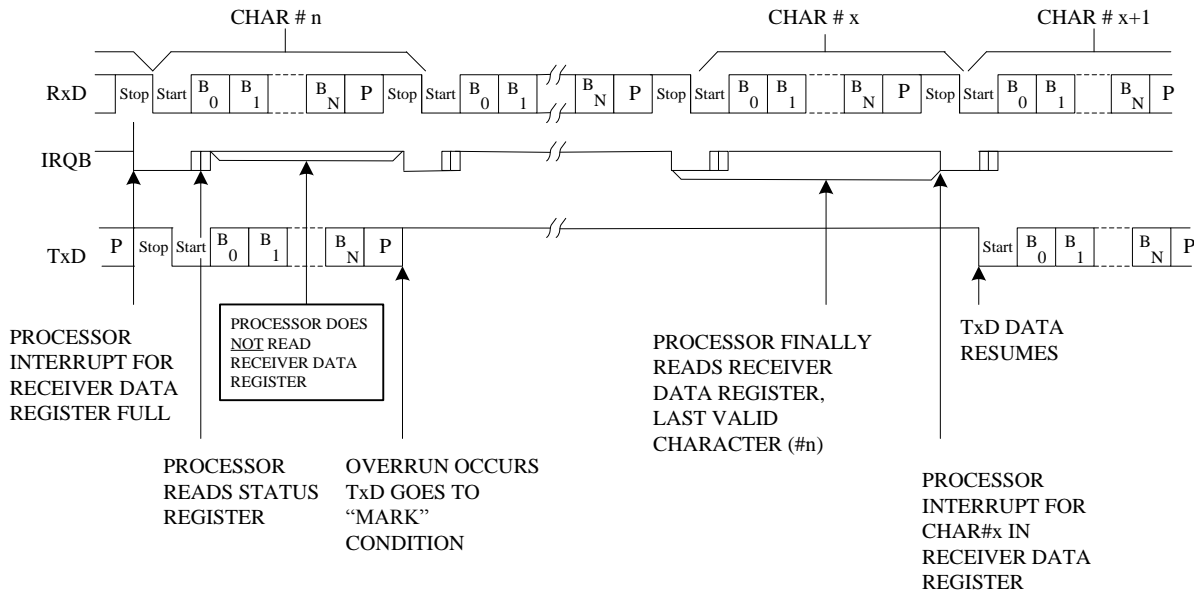 CHAR # n
CHAR # x
CHAR # x+1
RxD Stop Start B0 B1 BN P Stop Start B0 B1 BN P Stop Start B0 B1 BN P Stop Start B0 B1 BN P
IRQB
TxD P Stop Start B0 B1 BN P Start B0 B1 BN P
PROCESSOR
INTERRUPT FOR
RECEIVER DATA
REGISTER FULL
PROCESSOR DOES
NOT READ
RECEIVER DATA
REGISTER
PROCESSOR FINALLY
READS RECEIVER
DATA REGISTER,
LAST VALID
CHARACTER (#n)
TxD DATA
RESUMES
PROCESSOR
READS STATUS
REGISTER
OVERRUN OCCURS
TxD GOES TO
“MARK”
CONDITION
PROCESSOR
INTERRUPT FOR
CHAR#x IN
RECEIVER DATA
REGISTER